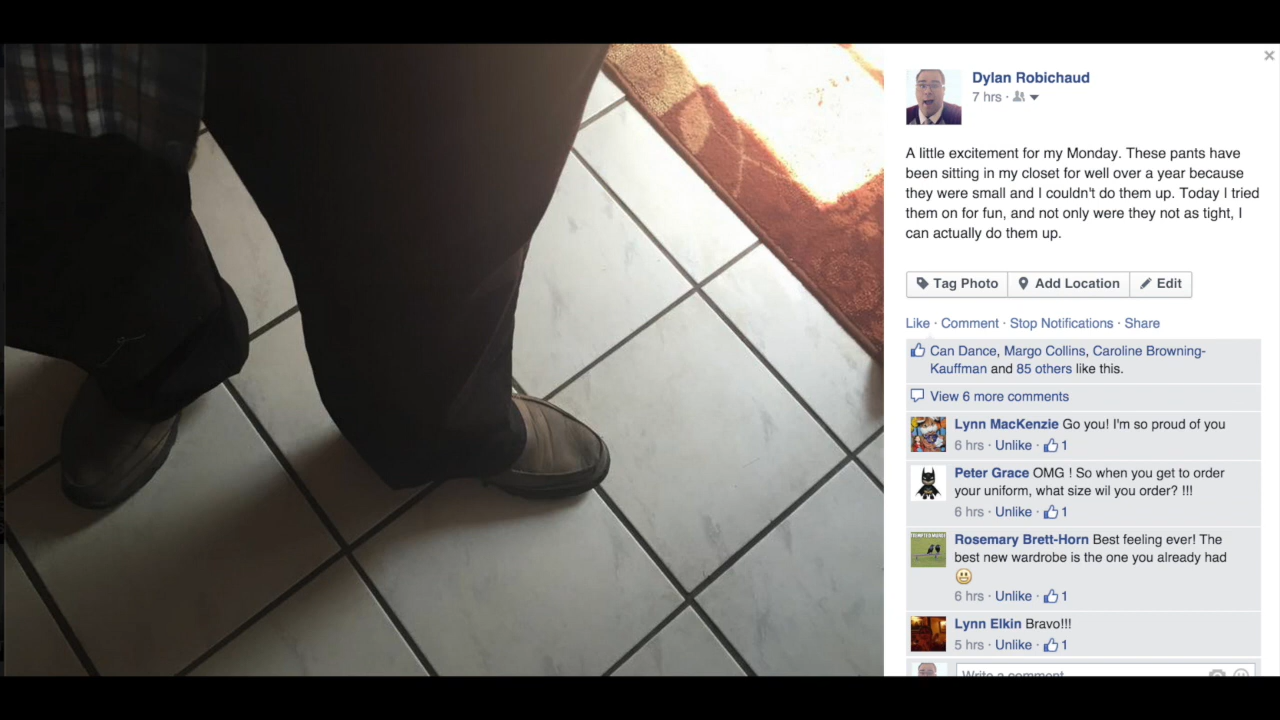 Dylan Robichaud
7 hrs ·
A little excitement for my Monday. These pants have
been sitting in my closet for well over a year because
they were small and I couldn't do them up. Today I tried
them on for fun, and not only were they not as tight, I
can actually do them up.
Tag Photo Add Location Edit
Like · Comment · Stop Notifications · Share
Can Dance, Margo Collins, Caroline Browning-
Kauffman and 85 others like this.
View 6 more comments
Lynn MacKenzie Go you! I'm so proud of you
6 hrs · Unlike · 1
Peter Grace OMG ! So when you get to order
your uniform, what size wil you order? !!!
6 hrs · Unlike · 1
Rosemary Brett-Horn Best feeling ever! The
best new wardrobe is the one you already had
6 hrs · Unlike · 1
Lynn Elkin Bravo!!!
5 hrs · Unlike · 1
Write a comment